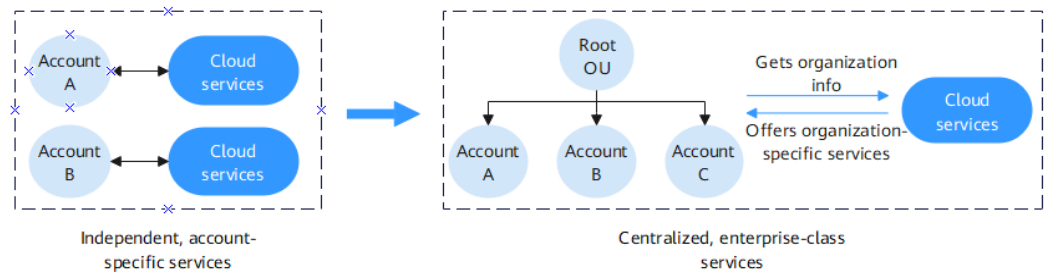 Account
A
Cloud
services
Account
B
Cloud
services
Independent, account-
specific services
Root
OU
Account
A
Account
B
Account
C
Gets organization
info
Offers organization-
specific services
Cloud
services
Centralized, enterprise-class
services